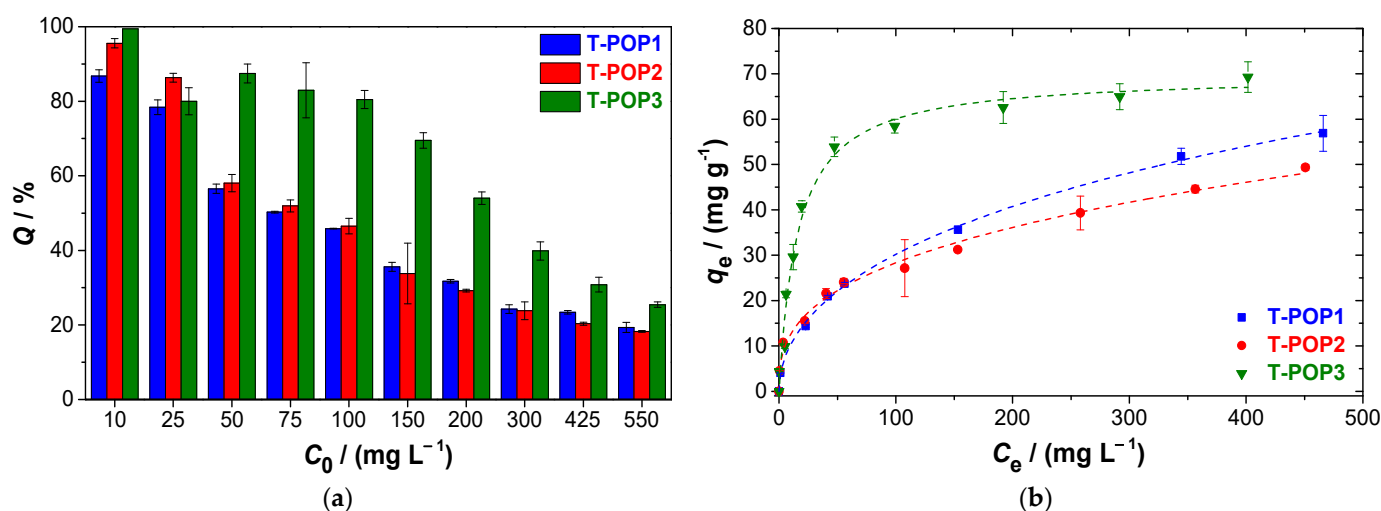 100
80
60
40
20
0
Q / %
T-POP1
T-POP2
T-POP3
10 25 50 75 100 150 200 300 425 550
C₀ / (mg L⁻¹)
(a)
80
70
60
50
40
30
20
10
0
qₑ / (mg g⁻¹)
T-POP1
T-POP2
T-POP3
0 100 200 300 400 500
Cₑ / (mg L⁻¹)
(b)